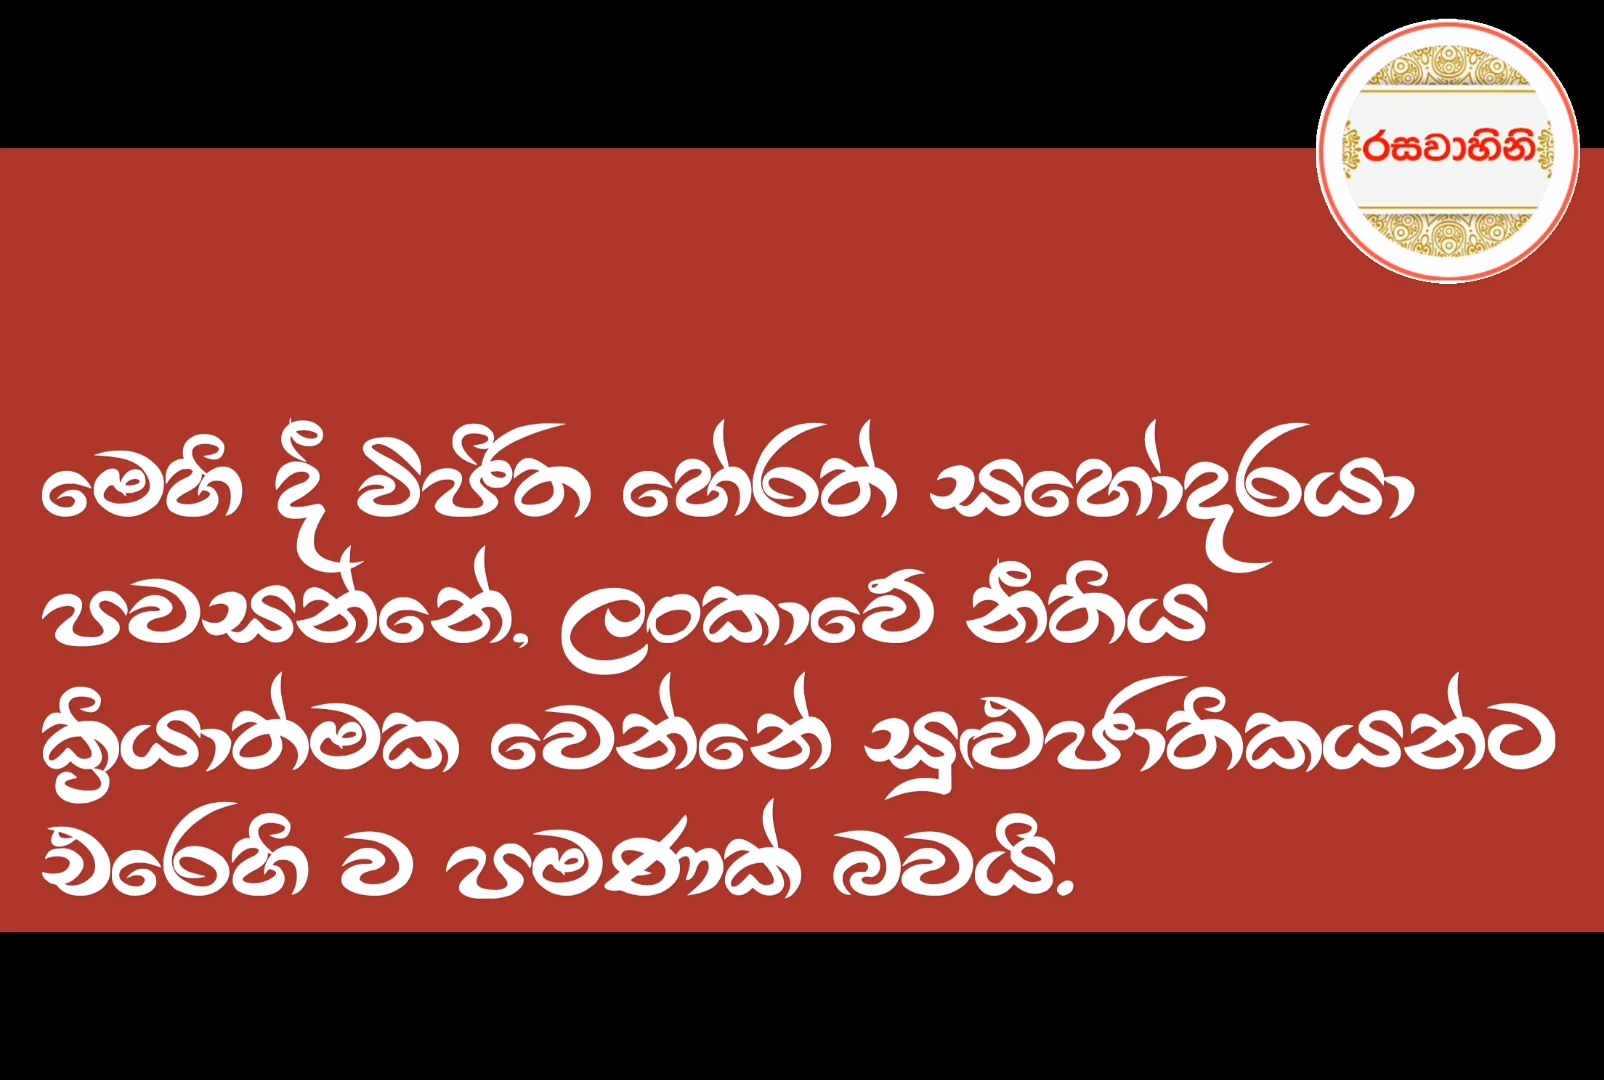 රසවාහිනි
මෙහි දී විජිත හේරත් සහෝදරයා
පවසන්නේ, ලංකාවේ නීතිය
ක්‍රියාත්මක වෙන්නේ සුළුජාතිකයන්ට
එරෙහි ව පමණක් බවයි.